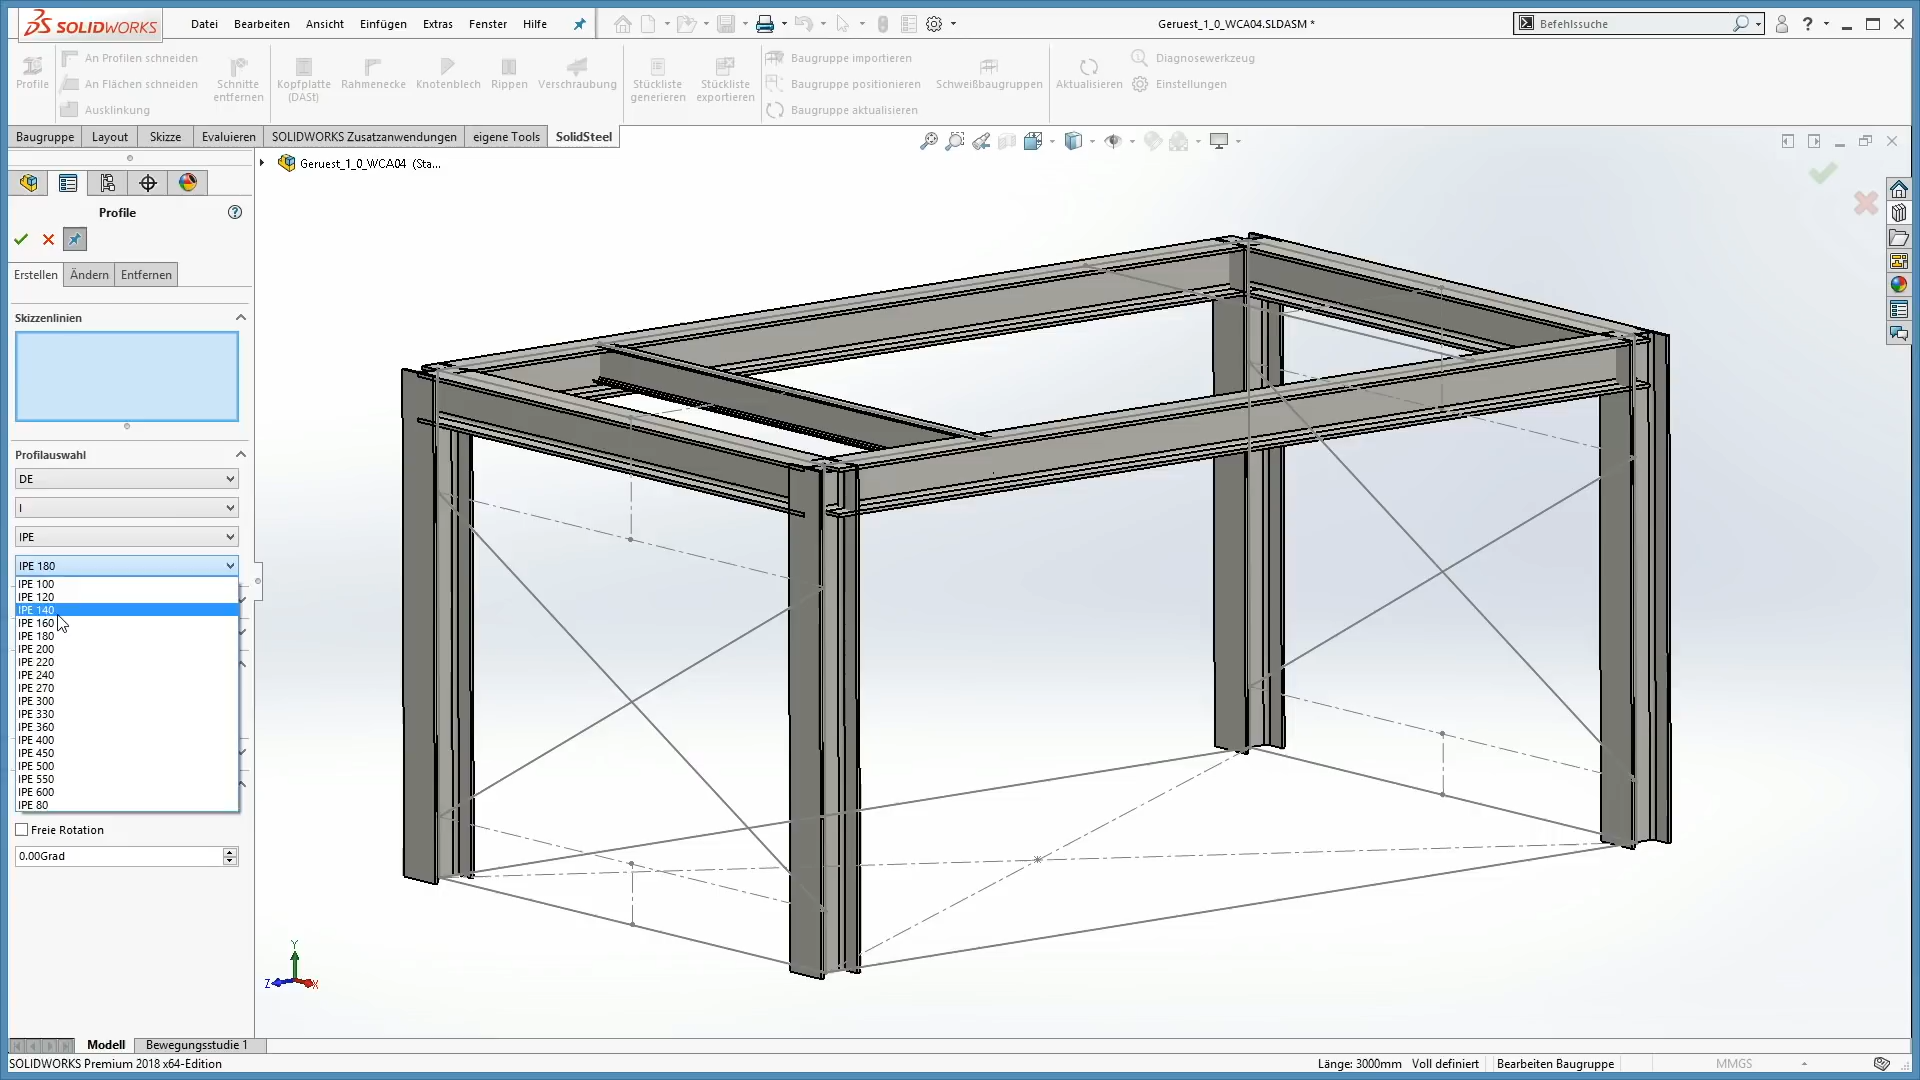 SOLIDWORKS
Datei Bearbeiten Ansicht Einfügen Extras Fenster Hilfe
Geruest_1_0_WCA04.SLDASM *
Befehlssuche
Profile
An Profilen schneiden
An Flächen schneiden
Ausklinkung
Schnitte
entfernen
Kopfplatte
(DASt)
Rahmenecke
Knotenblech
Rippen
Verschraubung
Stückliste
generieren
Stückliste
exportieren
Baugruppe importieren
Baugruppe positionieren
Baugruppe aktualisieren
Schweißbaugruppen
Aktualisieren
Diagnosewerkzeug
Einstellungen
Baugruppe Layout Skizze Evaluieren SOLIDWORKS Zusatzanwendungen eigene Tools SolidSteel
Geruest_1_0_WCA04 (Sta...
Profile
Erstellen Ändern Entfernen
Skizzenlinien
Profilauswahl
DE
I
IPE
IPE 180
IPE 100
IPE 120
IPE 140
IPE 160
IPE 180
IPE 200
IPE 220
IPE 240
IPE 270
IPE 300
IPE 330
IPE 360
IPE 400
IPE 450
IPE 500
IPE 550
IPE 600
IPE 80
Freie Rotation
0.00Grad
Y
Z X
Modell Bewegungsstudie 1
SOLIDWORKS Premium 2018 x64-Edition
Länge: 3000mm Voll definiert Bearbeiten Baugruppe MMGS